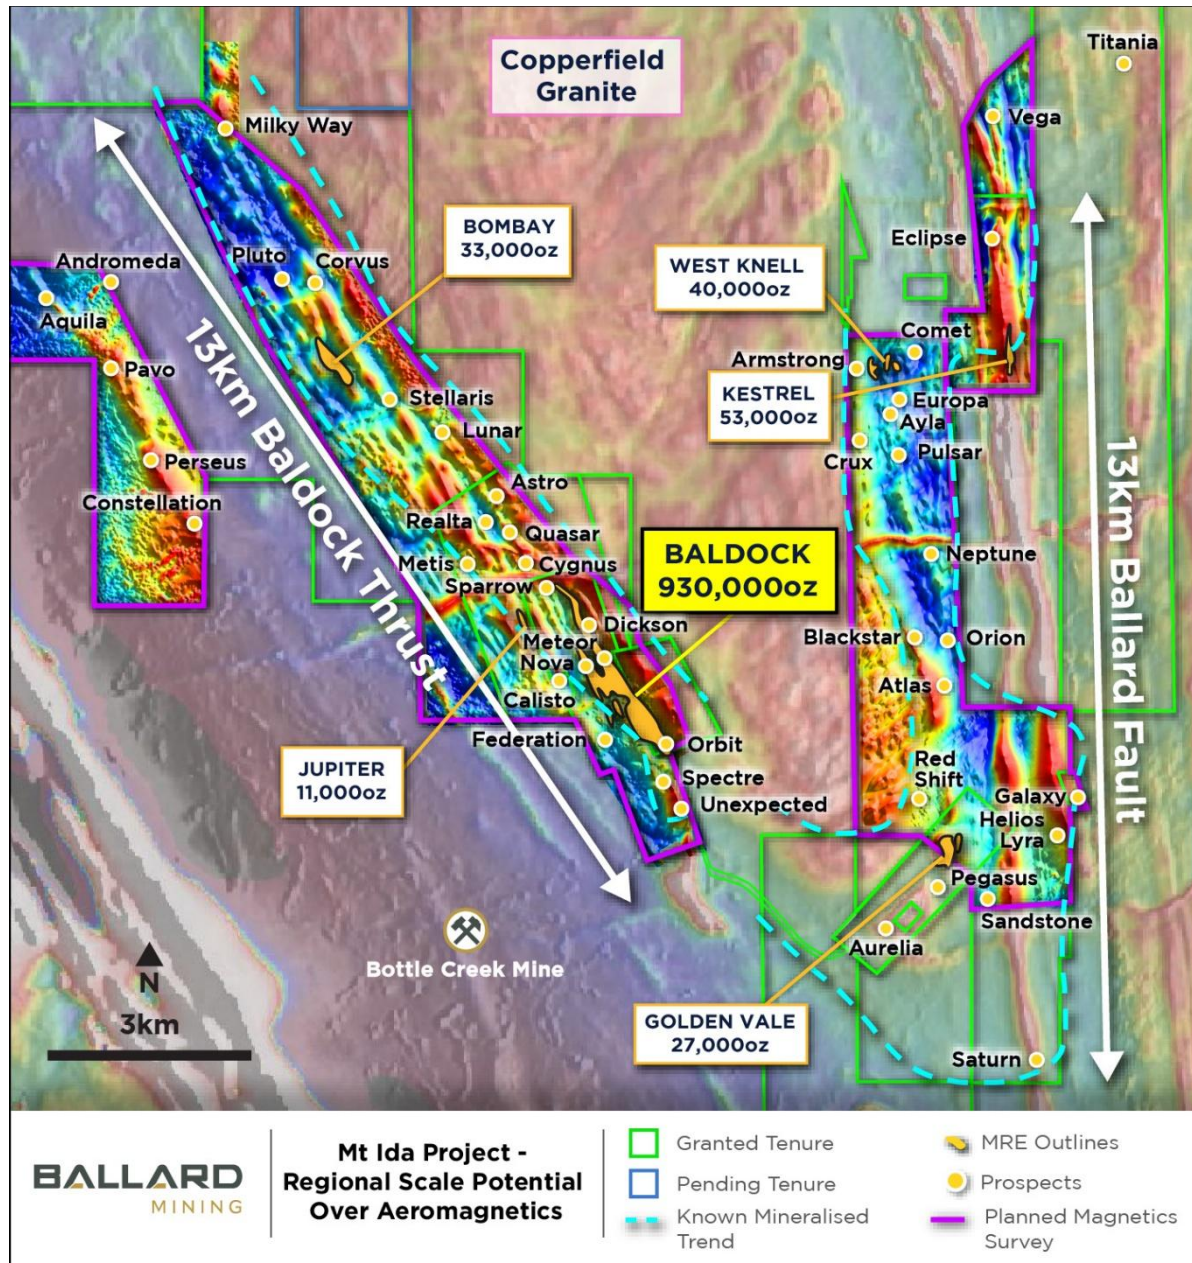 Copperfield
Granite
Titania
Milky Way
Vega
BOMBAY
33,000oz
Pluto
Corvus
Andromeda
Aquila
Pavo
Eclipse
WEST KNELL
40,000oz
Comet
Armstrong
KESTREL
53,000oz
Europa
Ayla
Crux
Pulsar
Stellaris
Lunar
Perseus
Constellation
13km Baldock Thrust
Astro
Realta
Quasar
Metis
Cygnus
Sparrow
BALDOCK
930,000oz
Neptune
13km Ballard Fault
Dickson
Meteor
Nova
Calisto
Blackstar
Orion
Atlas
Federation
Orbit
JUPITER
11,000oz
Spectre
Unexpected
Red
Shift
Galaxy
Helios
Lyra
Pegasus
Sandstone
Aurelia
Bottle Creek Mine
N
3km
GOLDEN VALE
27,000oz
Saturn
BALLARD
MINING
Mt Ida Project -
Regional Scale Potential
Over Aeromagnetics
Granted Tenure
Pending Tenure
Known Mineralised
Trend
MRE Outlines
Prospects
Planned Magnetics
Survey